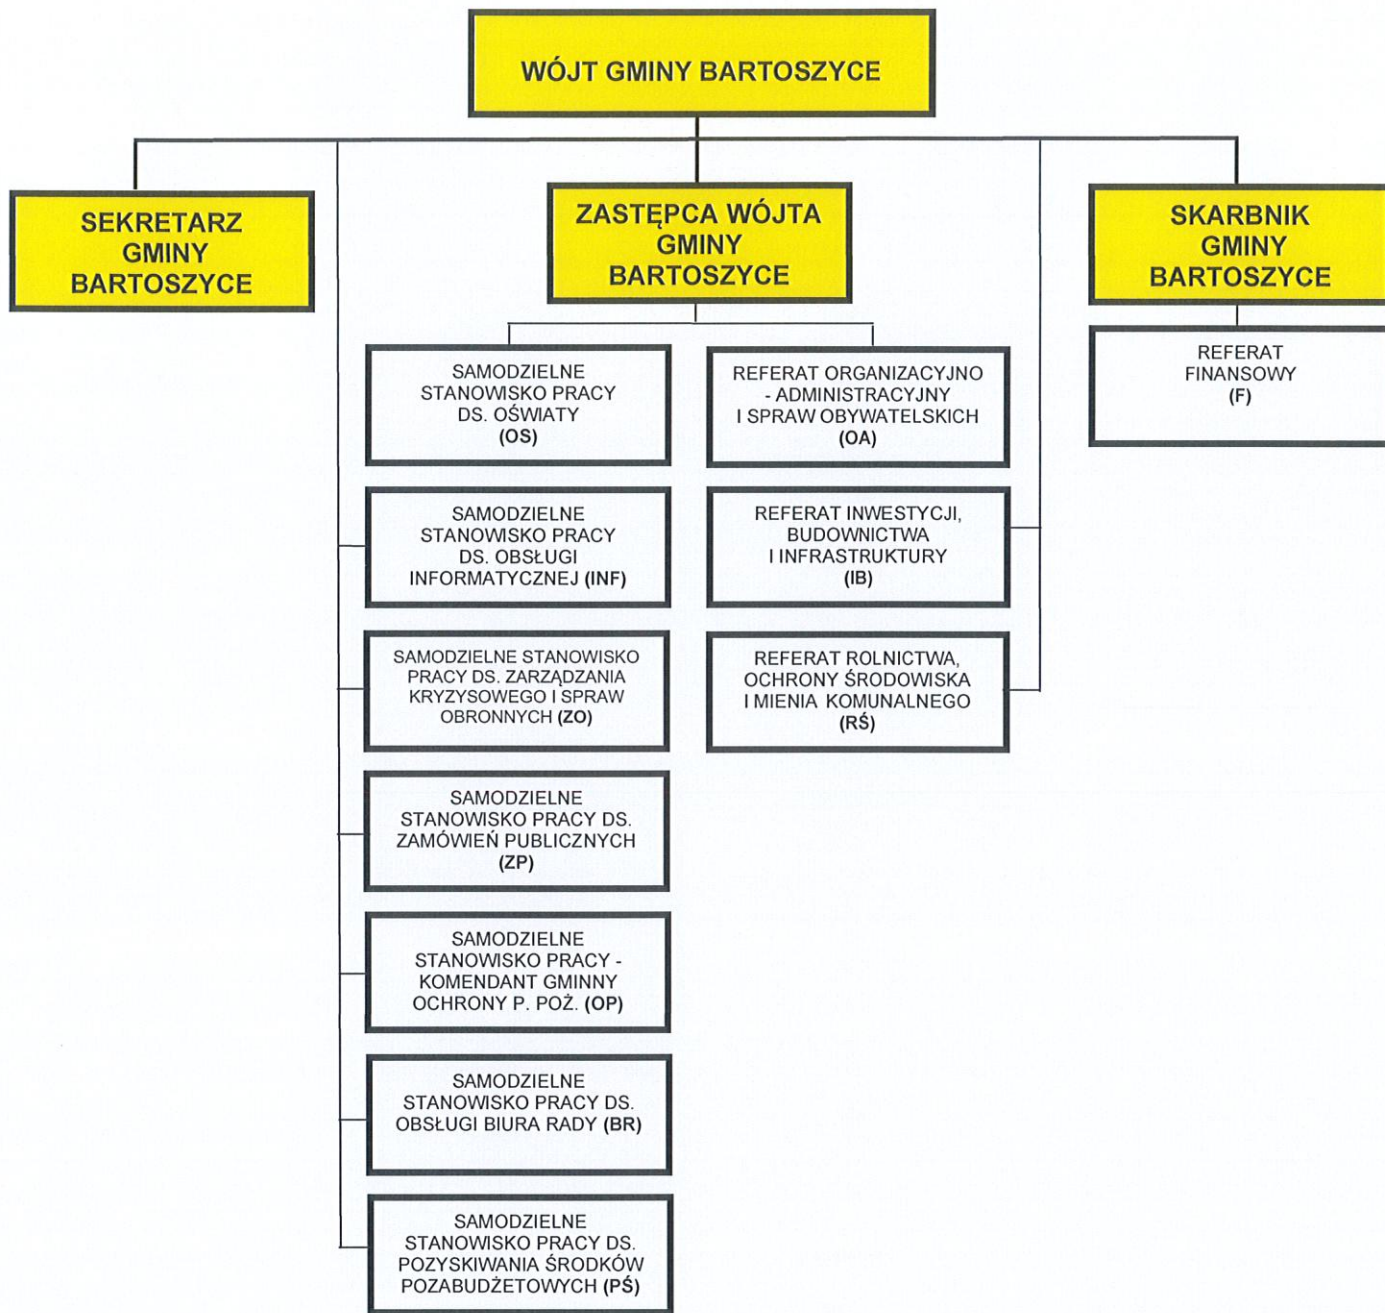 WÓJT GMINY BARTOSZYCE
SEKRETARZ
GMINY
BARTOSZYCE
ZASTĘPCA WÓJTA
GMINY
BARTOSZYCE
SKARBNIK
GMINY
BARTOSZYCE
SAMODZIELNE
STANOWISKO PRACY
DS. OŚWIATY
(OS)
REFERAT ORGANIZACYJNO
- ADMINISTRACYJNY
I SPRAW OBYWATELSKICH
(OA)
REFERAT
FINANSOWY
(F)
SAMODZIELNE
STANOWISKO PRACY
DS. OBSŁUGI
INFORMATYCZNEJ (INF)
REFERAT INWESTYCJI,
BUDOWNICTWA
I INFRASTRUKTURY
(IB)
SAMODZIELNE STANOWISKO
PRACY DS. ZARZĄDZANIA
KRYZYSOWEGO I SPRAW
OBRONNYCH (ZO)
REFERAT ROLNICTWA,
OCHRONY ŚRODOWISKA
I MIENIA KOMUNALNEGO
(RŚ)
SAMODZIELNE
STANOWISKO PRACY DS.
ZAMÓWIEŃ PUBLICZNYCH
(ZP)
SAMODZIELNE
STANOWISKO PRACY -
KOMENDANT GMINNY
OCHRONY P. POŻ. (OP)
SAMODZIELNE
STANOWISKO PRACY DS.
OBSŁUGI BIURA RADY (BR)
SAMODZIELNE
STANOWISKO PRACY DS.
POZYSKIWANIA ŚRODKÓW
POZABUDŻETOWYCH (PŚ)